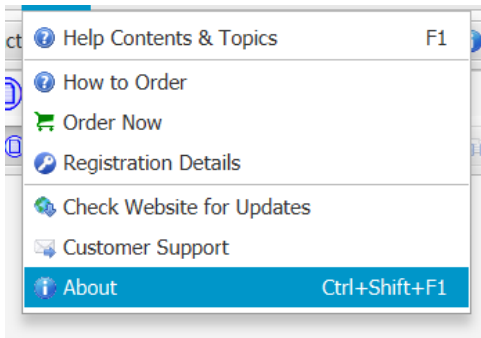 ct
Help Contents & Topics F1
How to Order
Order Now
Registration Details
Check Website for Updates
Customer Support
About Ctrl+Shift+F1